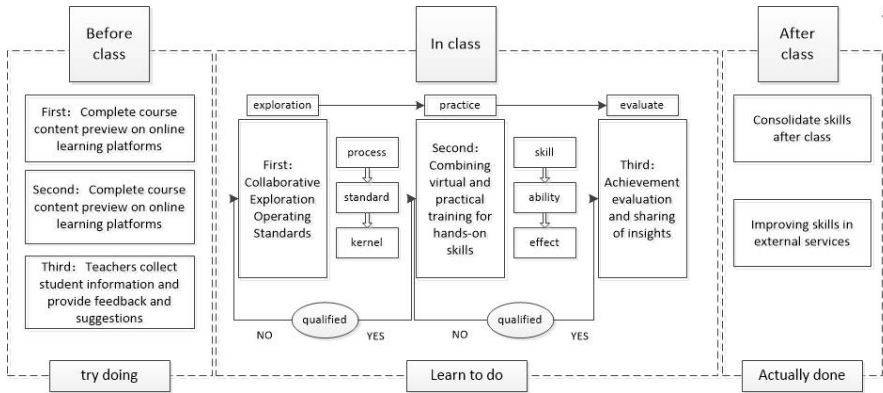 Before
class
First：Complete course
content preview on online
learning platforms
Second：Complete course
content preview on online
learning platforms
Third：Teachers collect
student information and
provide feedback and
suggestions
try doing
In class
exploration
practice
evaluate
First：
Collaborative
Exploration
Operating
Standards
process
standard
kernel
Second：
Combining
virtual and
practical
training for
hands-on
skills
skill
ability
effect
Third：
Achievement
evaluation
and sharing
of insights
qualified
NO
YES
qualified
NO
YES
Learn to do
After
class
Consolidate skills
after class
Improving skills in
external services
Actually done